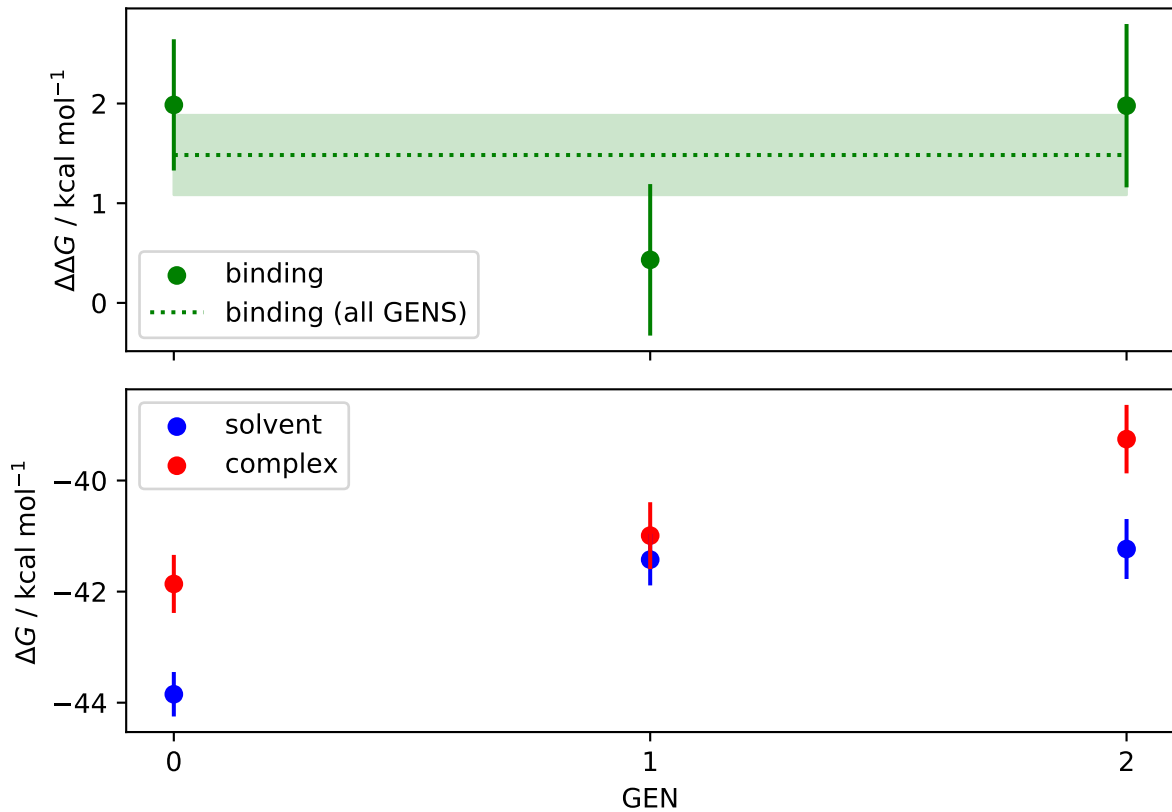 ΔΔG / kcal mol⁻¹
2
1
0
binding
binding (all GENS)
ΔG / kcal mol⁻¹
−40
−42
−44
solvent
complex
0 1 2
GEN